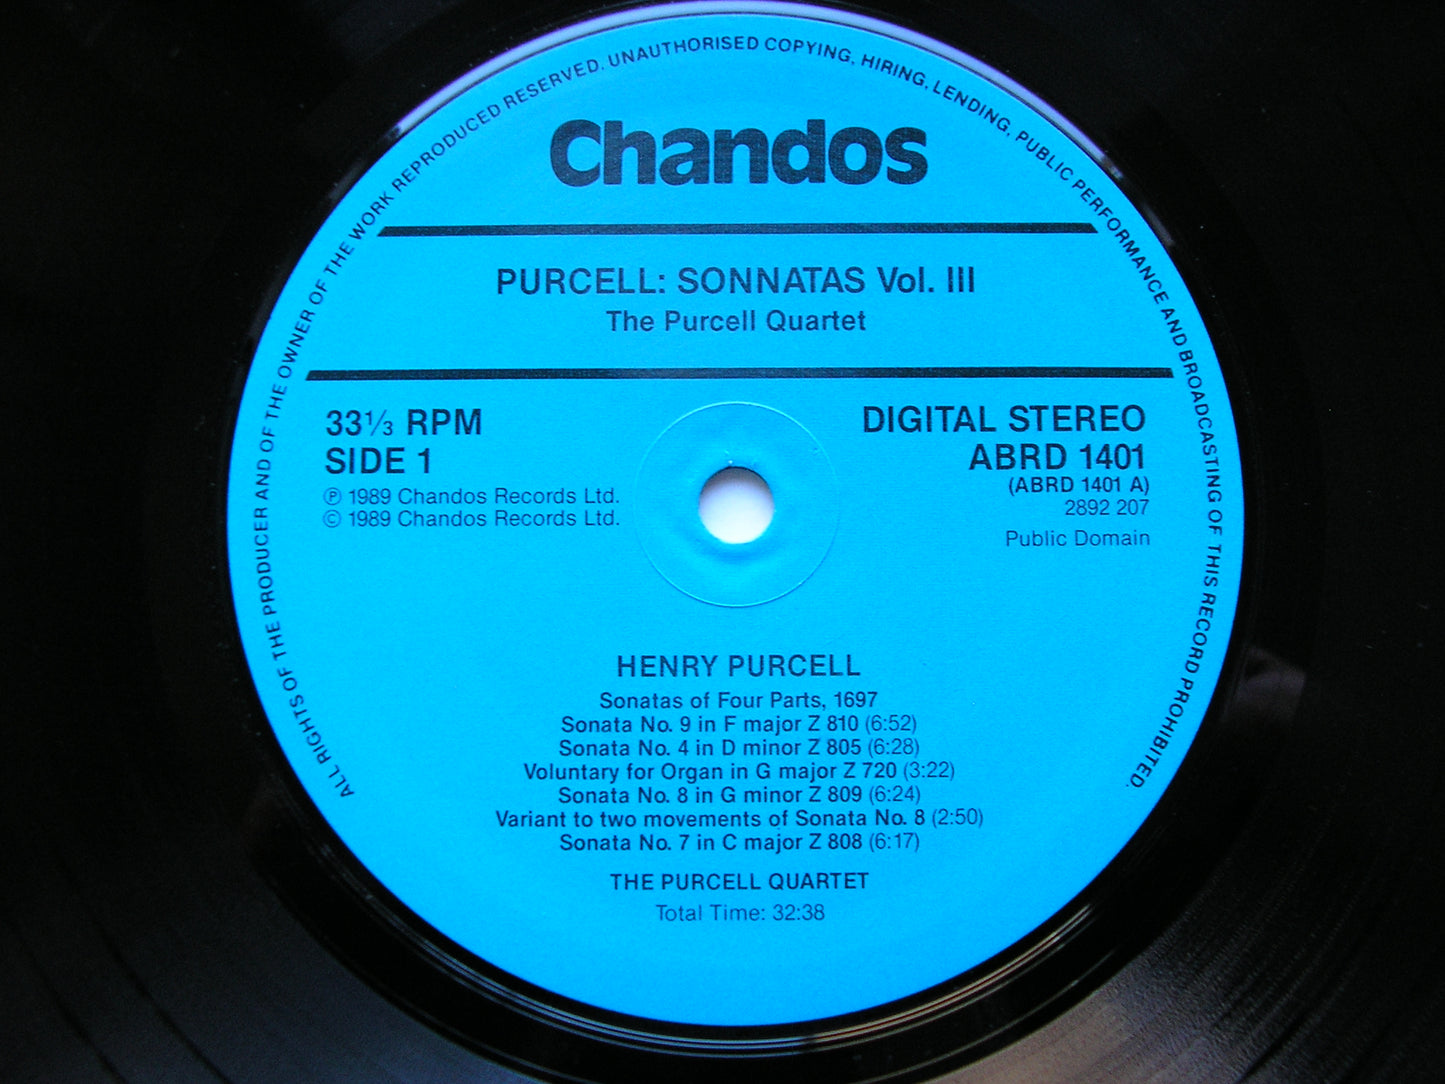 ALL RIGHTS OF THE PRODUCER AND OF THE OWNER OF THE WORK REPRODUCED RESERVED. UNAUTHORISED COPYING, HIRING, LENDING, PUBLIC PERFORMANCE AND BROADCASTING OF THIS RECORD PROHIBITED.
Chandos
PURCELL: SONNATAS Vol. III
The Purcell Quartet
33⅓ RPM
SIDE 1
℗ 1989 Chandos Records Ltd.
© 1989 Chandos Records Ltd.
DIGITAL STEREO
ABRD 1401
(ABRD 1401 A)
2892 207
Public Domain
HENRY PURCELL
Sonatas of Four Parts, 1697
Sonata No. 9 in F major Z 810 (6:52)
Sonata No. 4 in D minor Z 805 (6:28)
Voluntary for Organ in G major Z 720 (3:22)
Sonata No. 8 in G minor Z 809 (6:24)
Variant to two movements of Sonata No. 8 (2:50)
Sonata No. 7 in C major Z 808 (6:17)
THE PURCELL QUARTET
Total Time: 32:38